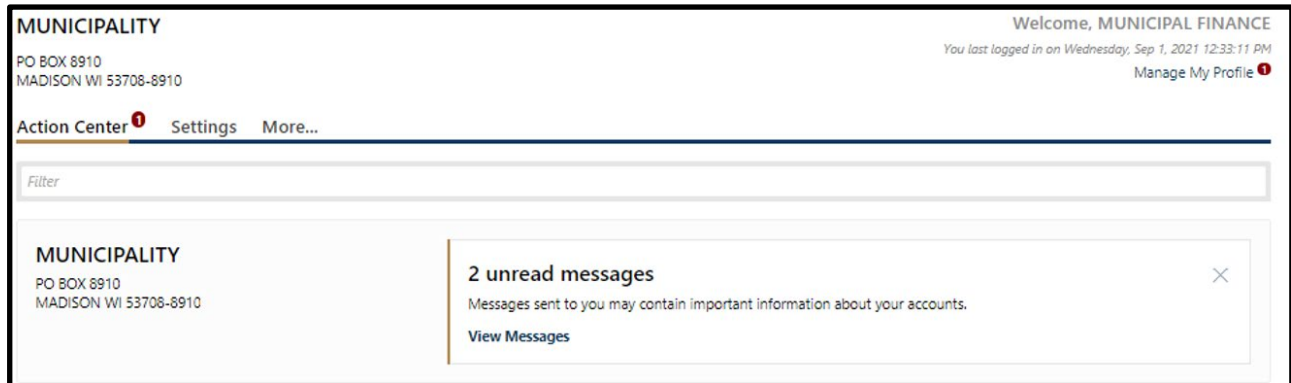 MUNICIPALITY
PO BOX 8910
MADISON WI 53708-8910
Welcome, MUNICIPAL FINANCE
You last logged in on Wednesday, Sep 1, 2021 12:33:11 PM
Manage My Profile 1
Action Center 1 Settings More...
Filter
MUNICIPALITY
PO BOX 8910
MADISON WI 53708-8910
2 unread messages
Messages sent to you may contain important information about your accounts.
View Messages